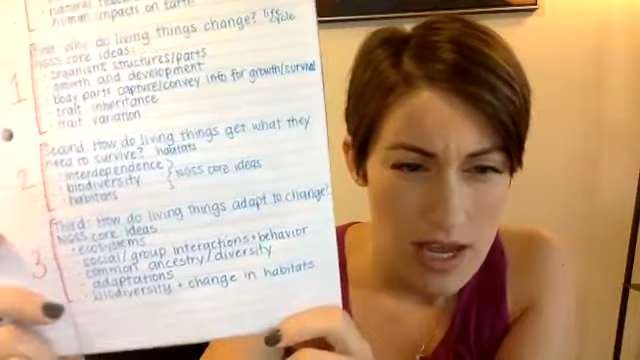 natural
human impacts on Earth
First: Why do living things change? life cycle
NGSS core ideas:
1
· organisms structures/parts
· growth and development
· body parts capture/convey info for growth/survival
· trait inheritance
· trait variation
Second: How do living things get what they
need to survive? habitats
2
· interdependence
· biodiversity
· habitats
NGSS core ideas
Third: How do living things adapt to change?
NGSS core ideas
3
· ecosystems
social/group interactions + behavior
common ancestry/diversity
· adaptations
· biodiversity + change in habitats